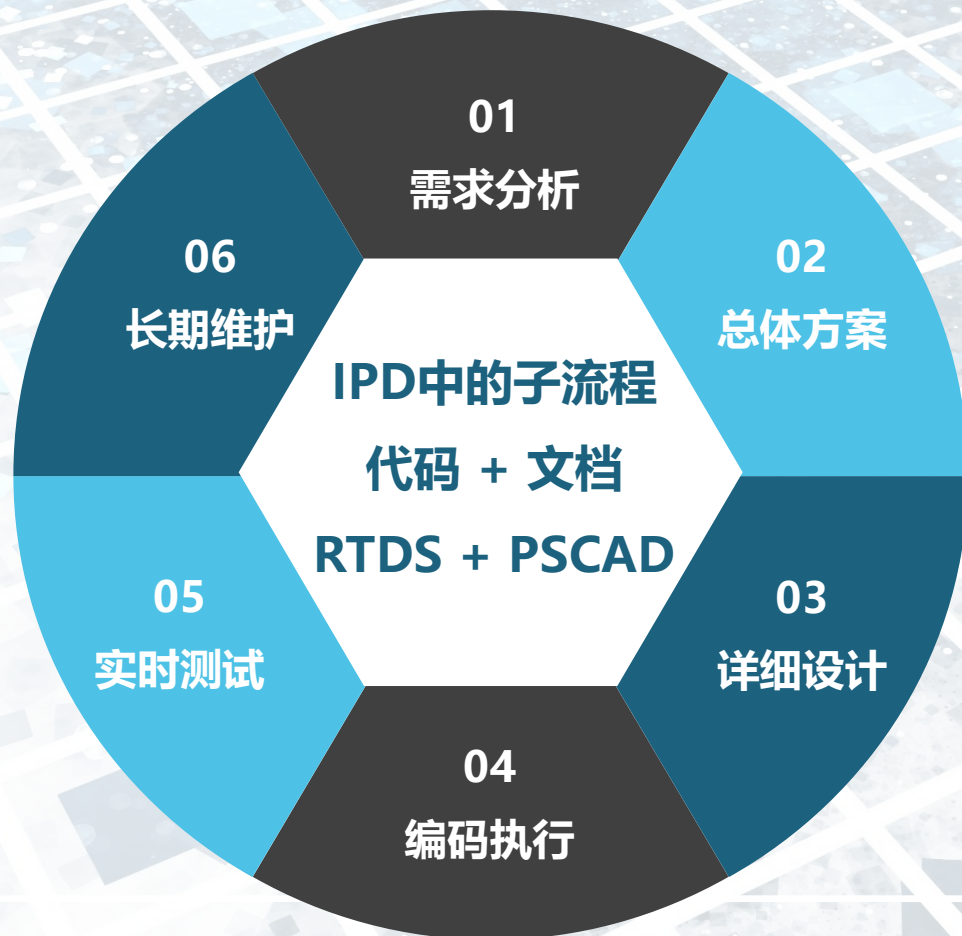 01
需求分析
02
总体方案
03
详细设计
04
编码执行
05
实时测试
06
长期维护
IPD中的子流程
代码 + 文档
RTDS + PSCAD